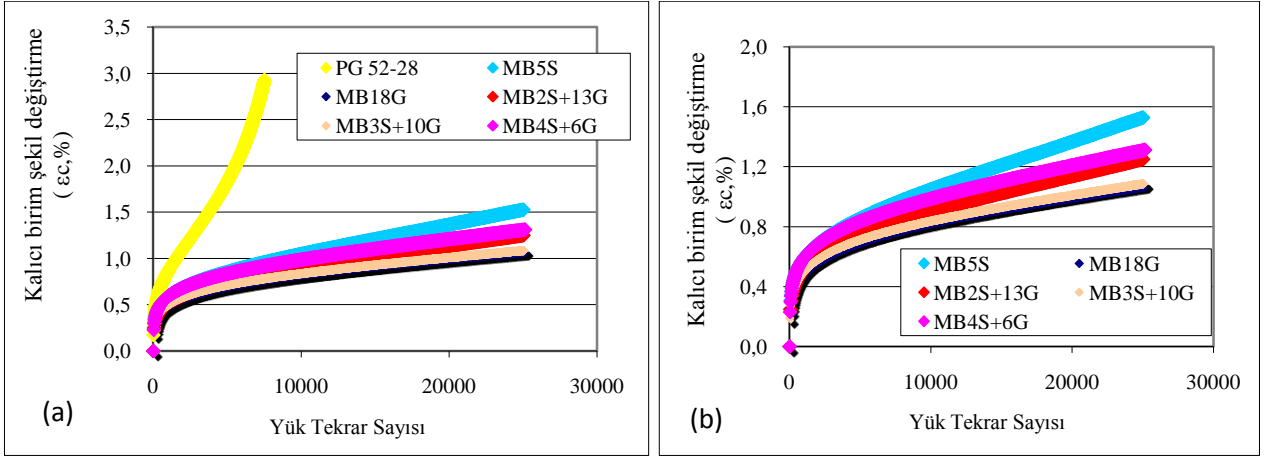 Kalıcı birim şekil değiştirme
( εc,%)
3,5
3,0
2,5
2,0
1,5
1,0
0,5
0,0
PG 52-28
MB5S
MB18G
MB2S+13G
MB3S+10G
MB4S+6G
0
10000
20000
30000
(a)
Yük Tekrar Sayısı
Kalıcı birim şekil değiştirme
( εc,%)
2,0
1,6
1,2
0,8
0,4
0,0
MB5S
MB18G
MB2S+13G
MB3S+10G
MB4S+6G
0
10000
20000
30000
(b)
Yük Tekrar Sayısı